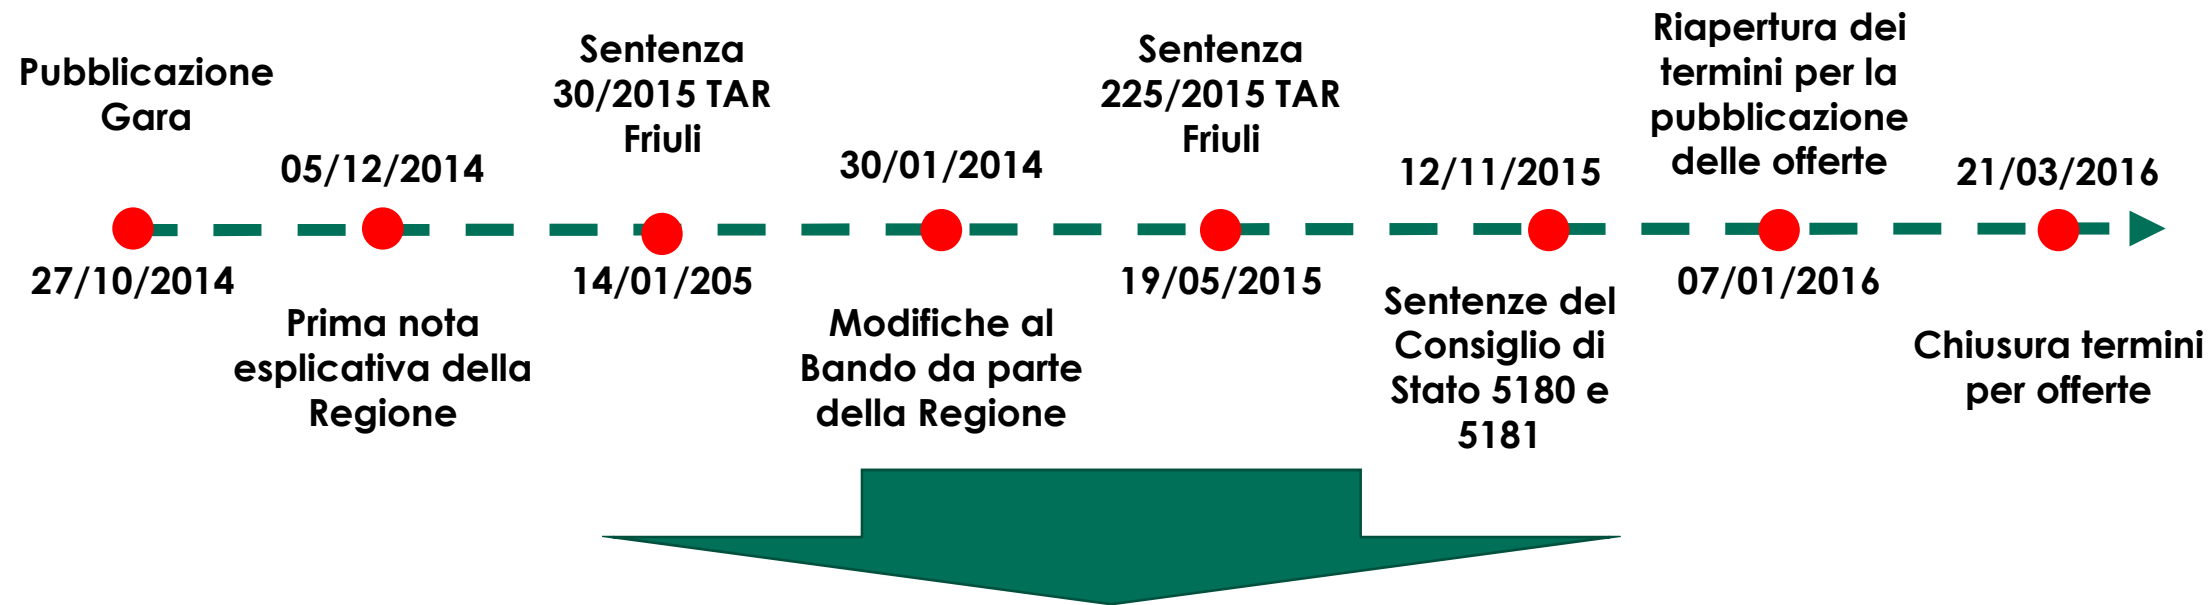 Pubblicazione
Gara
27/10/2014
05/12/2014
Prima nota
esplicativa della
Regione
Sentenza
30/2015 TAR
Friuli
14/01/205
30/01/2014
Modifiche al
Bando da parte
della Regione
Sentenza
225/2015 TAR
Friuli
19/05/2015
12/11/2015
Sentenze del
Consiglio di
Stato 5180 e
5181
Riapertura dei
termini per la
pubblicazione
delle offerte
07/01/2016
21/03/2016
Chiusura termini
per offerte